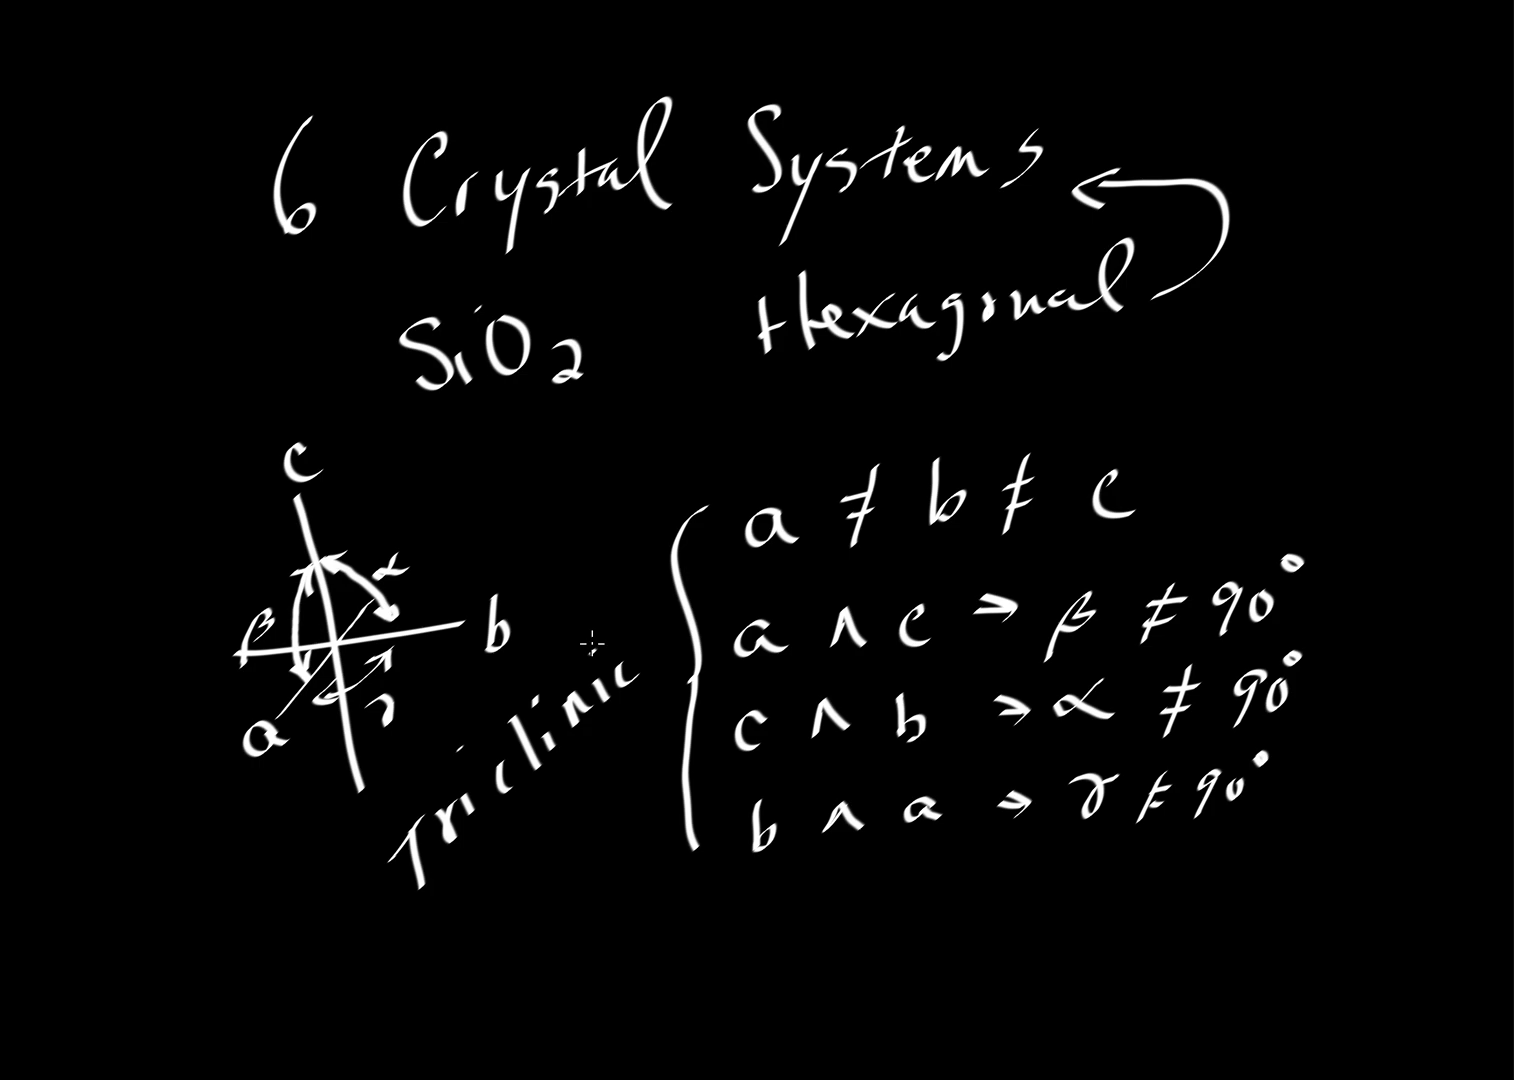 6 Crystal Systems
SiO₂ Hexagonal
c
α
β
b
a
γ
Triclinic
a ≠ b ≠ c
a ∧ c → β ≠ 90°
c ∧ b → α ≠ 90°
b ∧ a → γ ≠ 90°